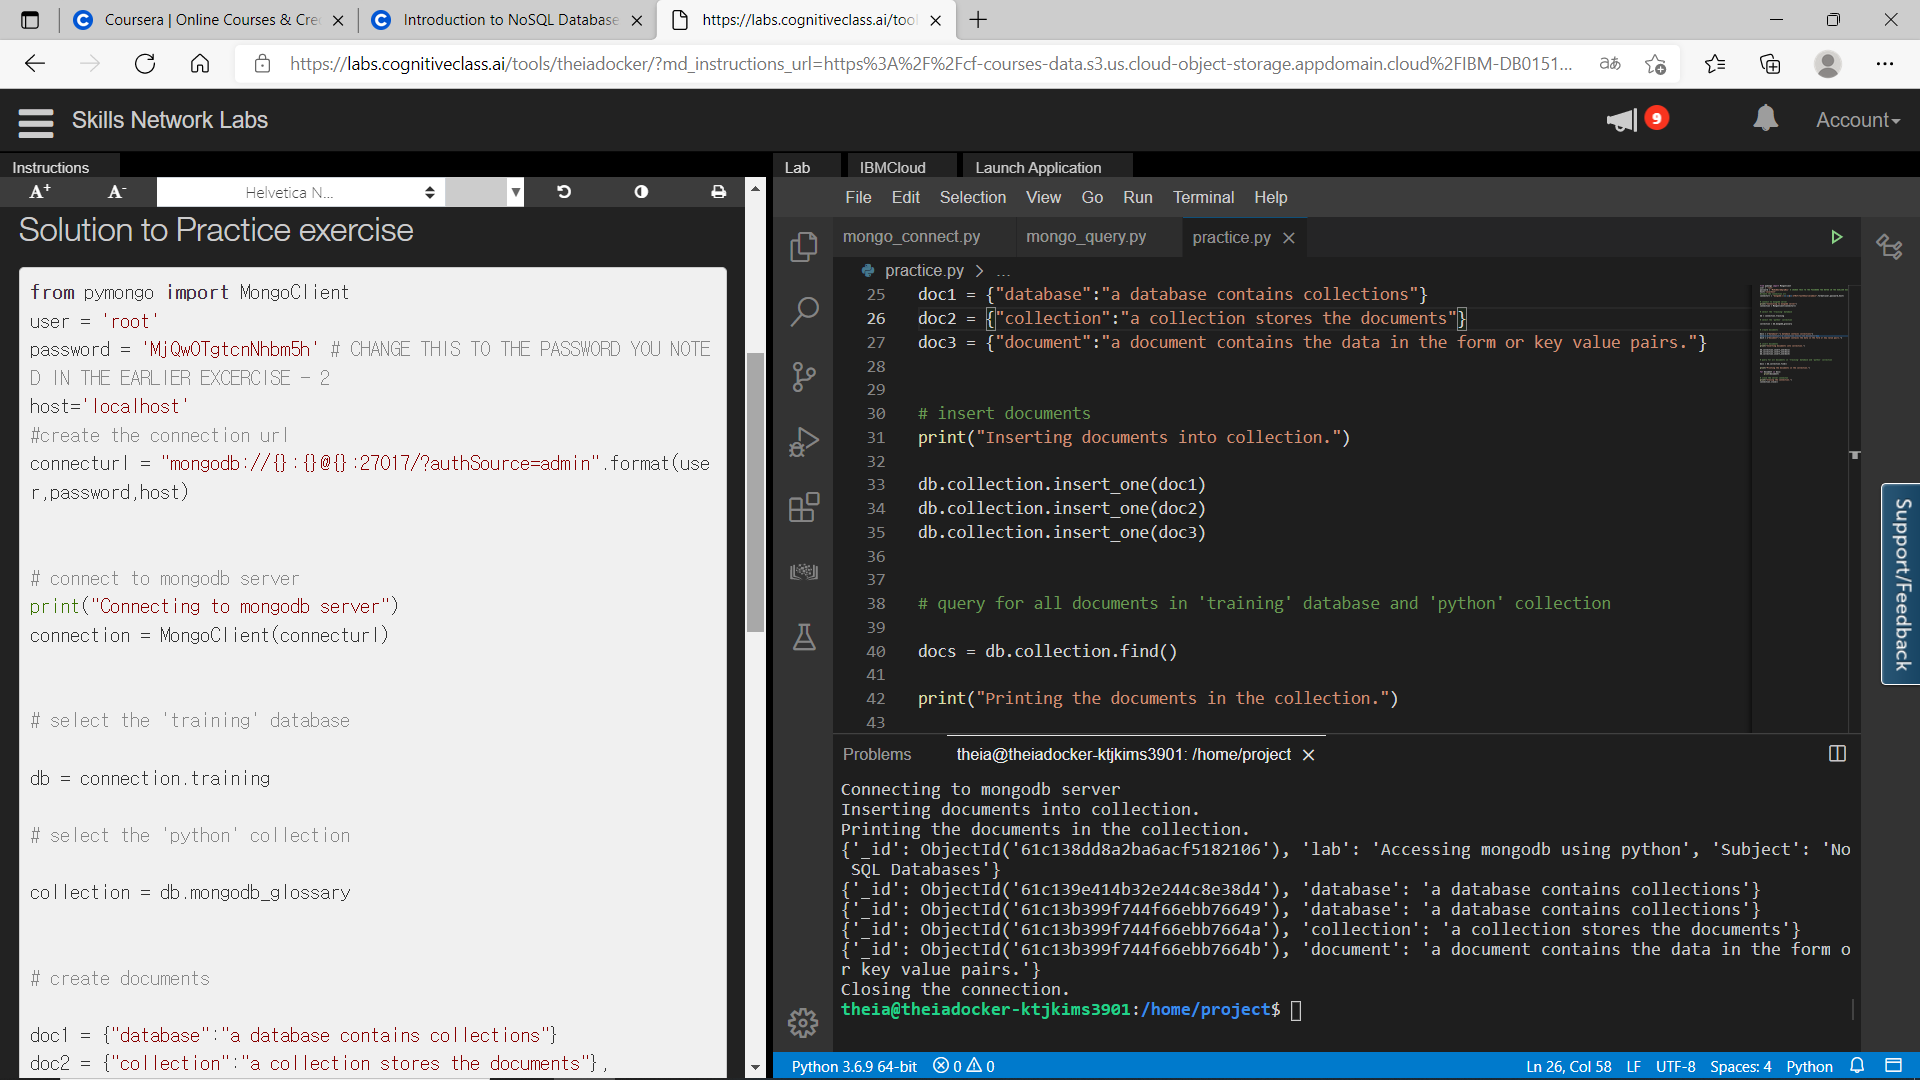 Coursera | Online Courses & Cre
Introduction to NoSQL Database
https://labs.cognitiveclass.ai/tool
https://labs.cognitiveclass.ai/tools/theiadocker/?md_instructions_url=https%3A%2F%2Fcf-courses-data.s3.us.cloud-object-storage.appdomain.cloud%2FIBM-DB0151...
Skills Network Labs
9
Account
Instructions
A+ A- Helvetica N...
Solution to Practice exercise
from pymongo import MongoClient
user = 'root'
password = 'MjQwOTgtcnNhbm5h' # CHANGE THIS TO THE PASSWORD YOU NOTE
D IN THE EARLIER EXCERCISE - 2
host='localhost'
#create the connection url
connecturl = "mongodb://{}:{}@{}:27017/?authSource=admin".format(use
r,password,host)
# connect to mongodb server
print("Connecting to mongodb server")
connection = MongoClient(connecturl)
# select the 'training' database
db = connection.training
# select the 'python' collection
collection = db.mongodb_glossary
# create documents
doc1 = {"database":"a database contains collections"}
doc2 = {"collection":"a collection stores the documents"},
Lab IBMCloud Launch Application
File Edit Selection View Go Run Terminal Help
mongo_connect.py mongo_query.py practice.py
practice.py > ...
25 doc1 = {"database":"a database contains collections"}
26 doc2 = {"collection":"a collection stores the documents"}
27 doc3 = {"document":"a document contains the data in the form or key value pairs."}
28
29
30 # insert documents
31 print("Inserting documents into collection.")
32
33 db.collection.insert_one(doc1)
34 db.collection.insert_one(doc2)
35 db.collection.insert_one(doc3)
36
37
38 # query for all documents in 'training' database and 'python' collection
39
40 docs = db.collection.find()
41
42 print("Printing the documents in the collection.")
43
Problems theia@theiadocker-ktjkims3901: /home/project
Connecting to mongodb server
Inserting documents into collection.
Printing the documents in the collection.
{'_id': ObjectId('61c138dd8a2ba6acf5182106'), 'lab': 'Accessing mongodb using python', 'Subject': 'No
SQL Databases'}
{'_id': ObjectId('61c139e414b32e244c8e38d4'), 'database': 'a database contains collections'}
{'_id': ObjectId('61c13b399f744f66ebb76649'), 'database': 'a database contains collections'}
{'_id': ObjectId('61c13b399f744f66ebb7664a'), 'collection': 'a collection stores the documents'}
{'_id': ObjectId('61c13b399f744f66ebb7664b'), 'document': 'a document contains the data in the form o
r key value pairs.'}
Closing the connection.
theia@theiadocker-ktjkims3901:/home/project$
Python 3.6.9 64-bit 0 0 Ln 26, Col 58 LF UTF-8 Spaces: 4 Python
Support/Feedback